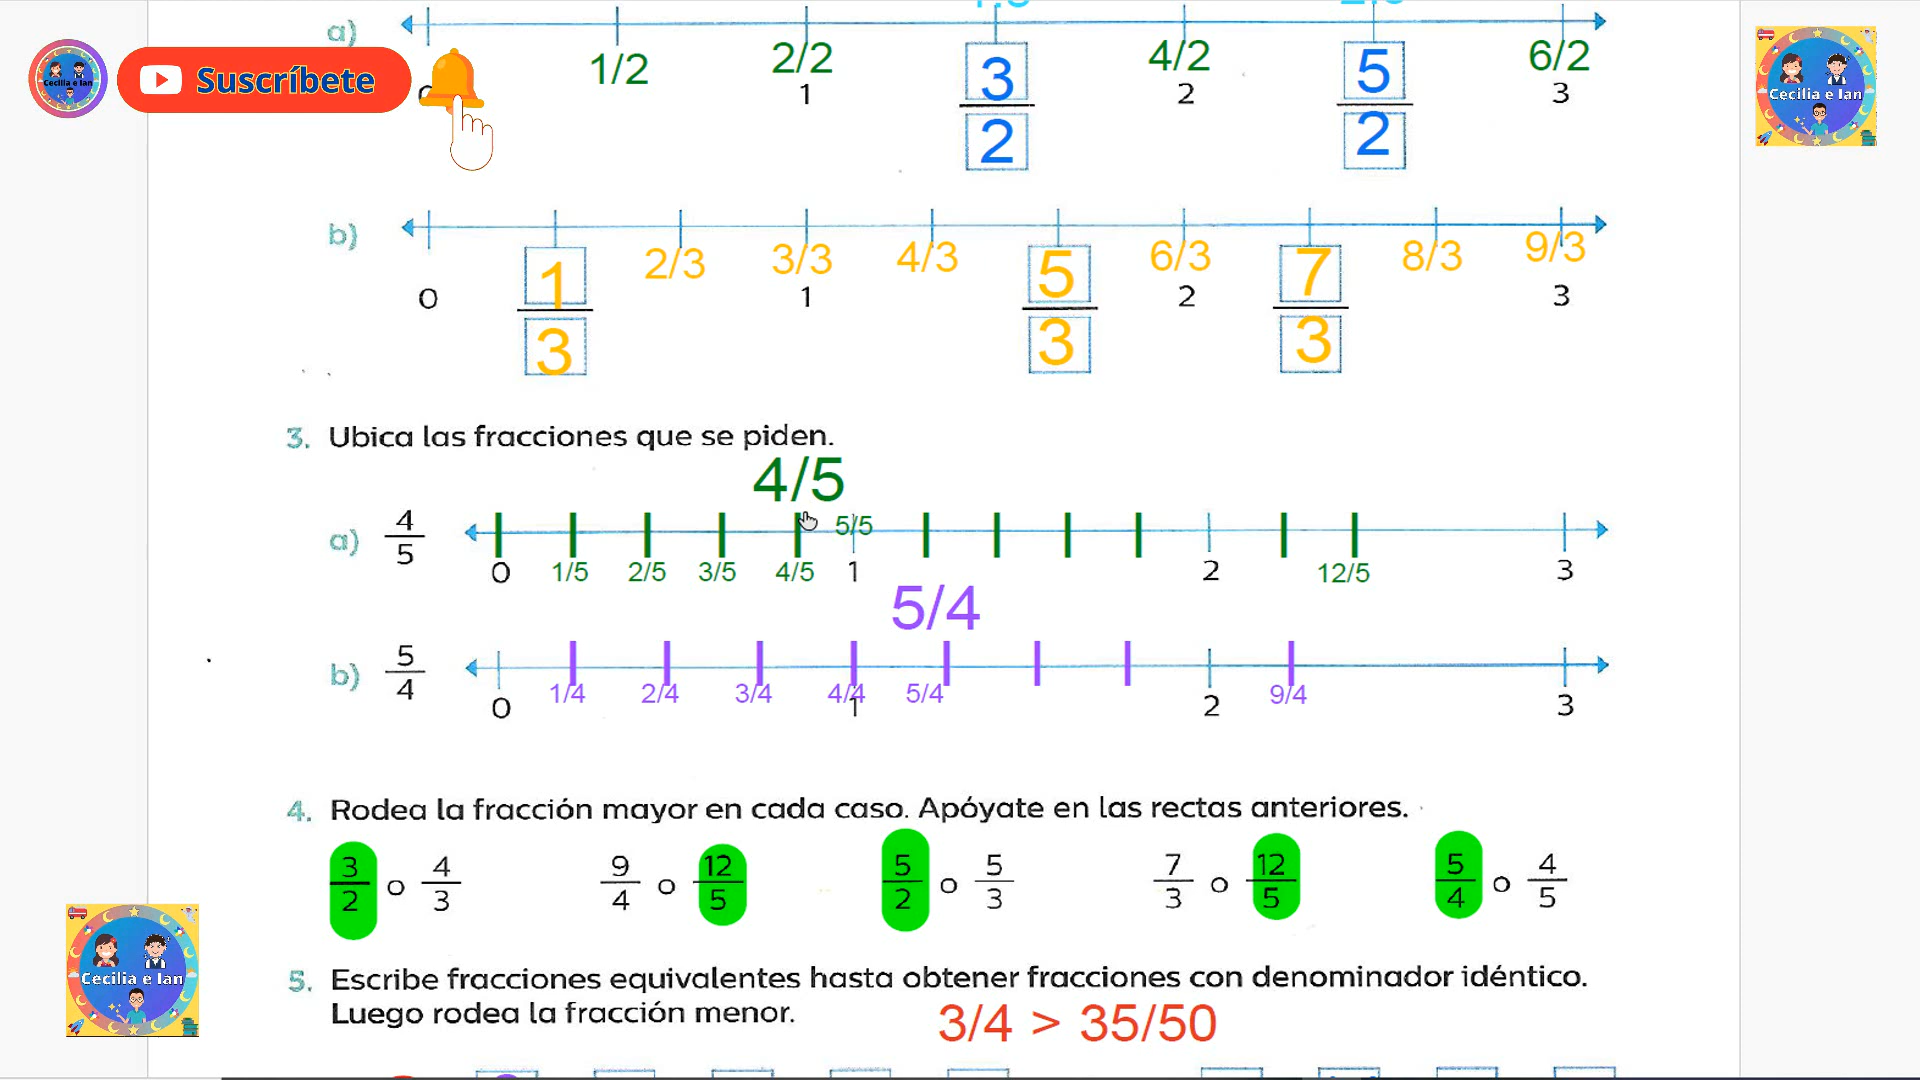 a)
1/2
2/2
4/2
6/2
3
2
5
2
1
2
3
Suscríbete
Cecilia e Ian
Cecilia e Ian
b)
2/3
3/3
4/3
6/3
8/3
9/3
1
3
5
3
7
3
0
1
2
3
3. Ubica las fracciones que se piden.
4/5
a) 4/5
5/5
0 1/5 2/5 3/5 4/5 1 2 12/5 3
5/4
b) 5/4
1/4 2/4 3/4 4/4 5/4 9/4
0 1 2 3
4. Rodea la fracción mayor en cada caso. Apóyate en las rectas anteriores.
3/2 o 4/3 9/4 o 12/5 5/2 o 5/3 7/3 o 12/5 5/4 o 4/5
Cecilia e Ian
5. Escribe fracciones equivalentes hasta obtener fracciones con denominador idéntico.
Luego rodea la fracción menor.
3/4 > 35/50